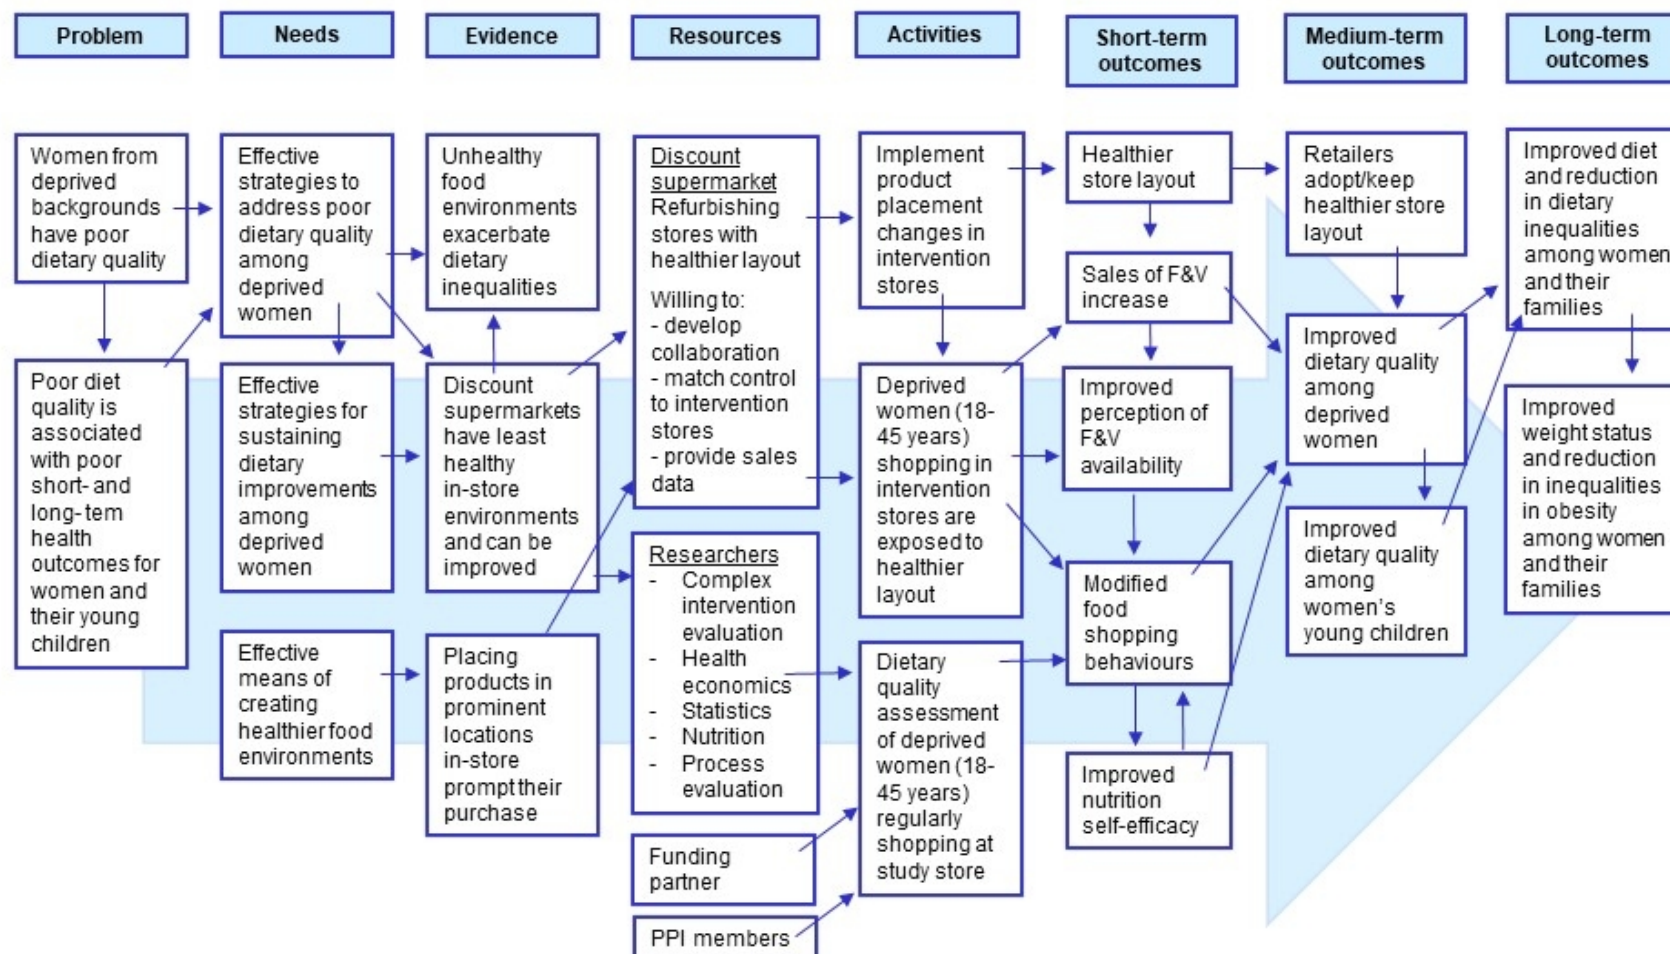 Problem
Needs
Evidence
Resources
Activities
Short-term
outcomes
Medium-term
outcomes
Long-term
outcomes
Women from
deprived
backgrounds
have poor
dietary quality
Poor diet
quality is
associated
with poor
short- and
long- tem
health
outcomes for
women and
their young
children
Effective
strategies to
address poor
dietary quality
among
deprived
women
Effective
strategies for
sustaining
dietary
improvements
among
deprived
women
Effective
means of
creating
healthier food
environments
Unhealthy
food
environments
exacerbate
dietary
inequalities
Discount
supermarkets
have least
healthy
in-store
environments
and can be
improved
Placing
products in
prominent
locations
in-store
prompt their
purchase
Discount
supermarket
Refurbishing
stores with
healthier layout
Willing to:
- develop
collaboration
- match control
to intervention
stores
- provide sales
data
Researchers
- Complex
intervention
evaluation
- Health
economics
- Statistics
- Nutrition
- Process
evaluation
Funding
partner
PPI members
Implement
product
placement
changes in
intervention
stores
Deprived
women (18-
45 years)
shopping in
intervention
stores are
exposed to
healthier
layout
Dietary
quality
assessment
of deprived
women (18-
45 years)
regularly
shopping at
study store
Healthier
store layout
Sales of F&V
increase
Improved
perception of
F&V
availability
Modified
food
shopping
behaviours
Improved
nutrition
self-efficacy
Retailers
adopt/keep
healthier store
layout
Improved
dietary quality
among
deprived
women
Improved
dietary quality
among
women's
young children
Improved diet
and reduction
in dietary
inequalities
among women
and their
families
Improved
weight status
and reduction
in inequalities
in obesity
among women
and their
families